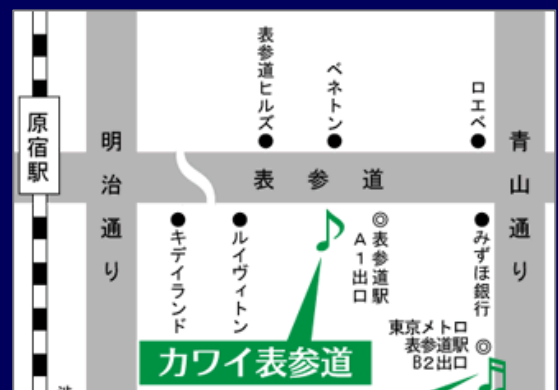 原宿駅
明治通り
表参道ヒルズ
ベネトン
ロエベ
青山通り
表参道
キデイランド
ルイヴィトン
表参道駅
A1出口
みずほ銀行
カワイ表参道
東京メトロ
表参道駅
B2出口